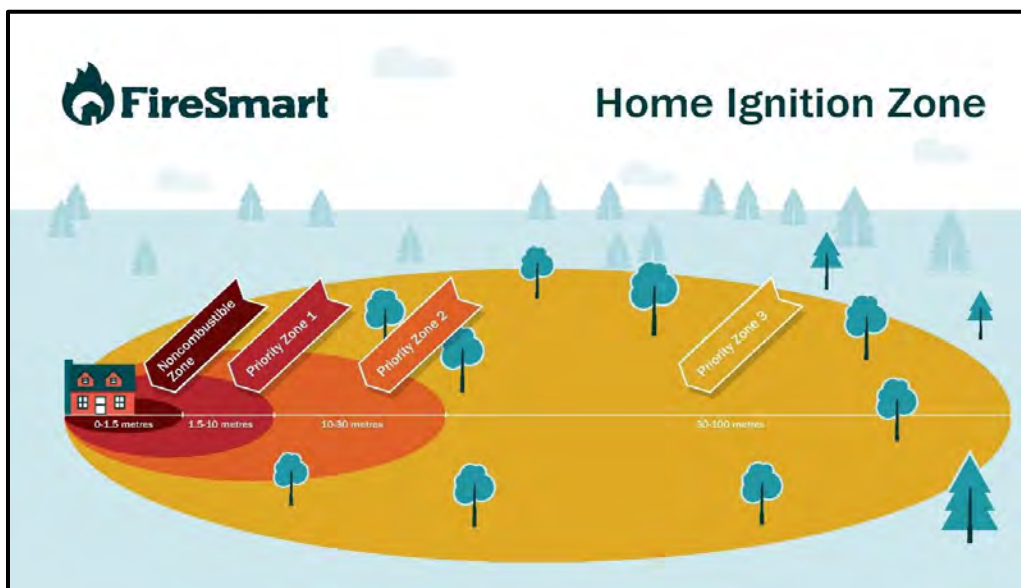 FireSmart
Home Ignition Zone
Noncombustible
Zone
Priority Zone 1
Priority Zone 2
Priority Zone 3
0-1.5 metres
1.5-10 metres
10-30 metres
30-100 metres